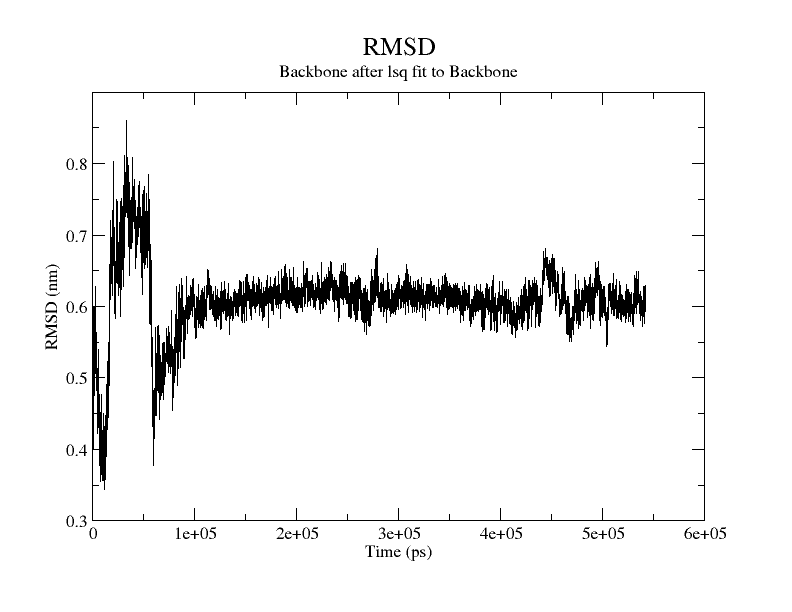 RMSD
Backbone after lsq fit to Backbone
0.8
0.7
0.6
0.5
0.4
0.3
RMSD (nm)
0 1e+05 2e+05 3e+05 4e+05 5e+05 6e+05
Time (ps)